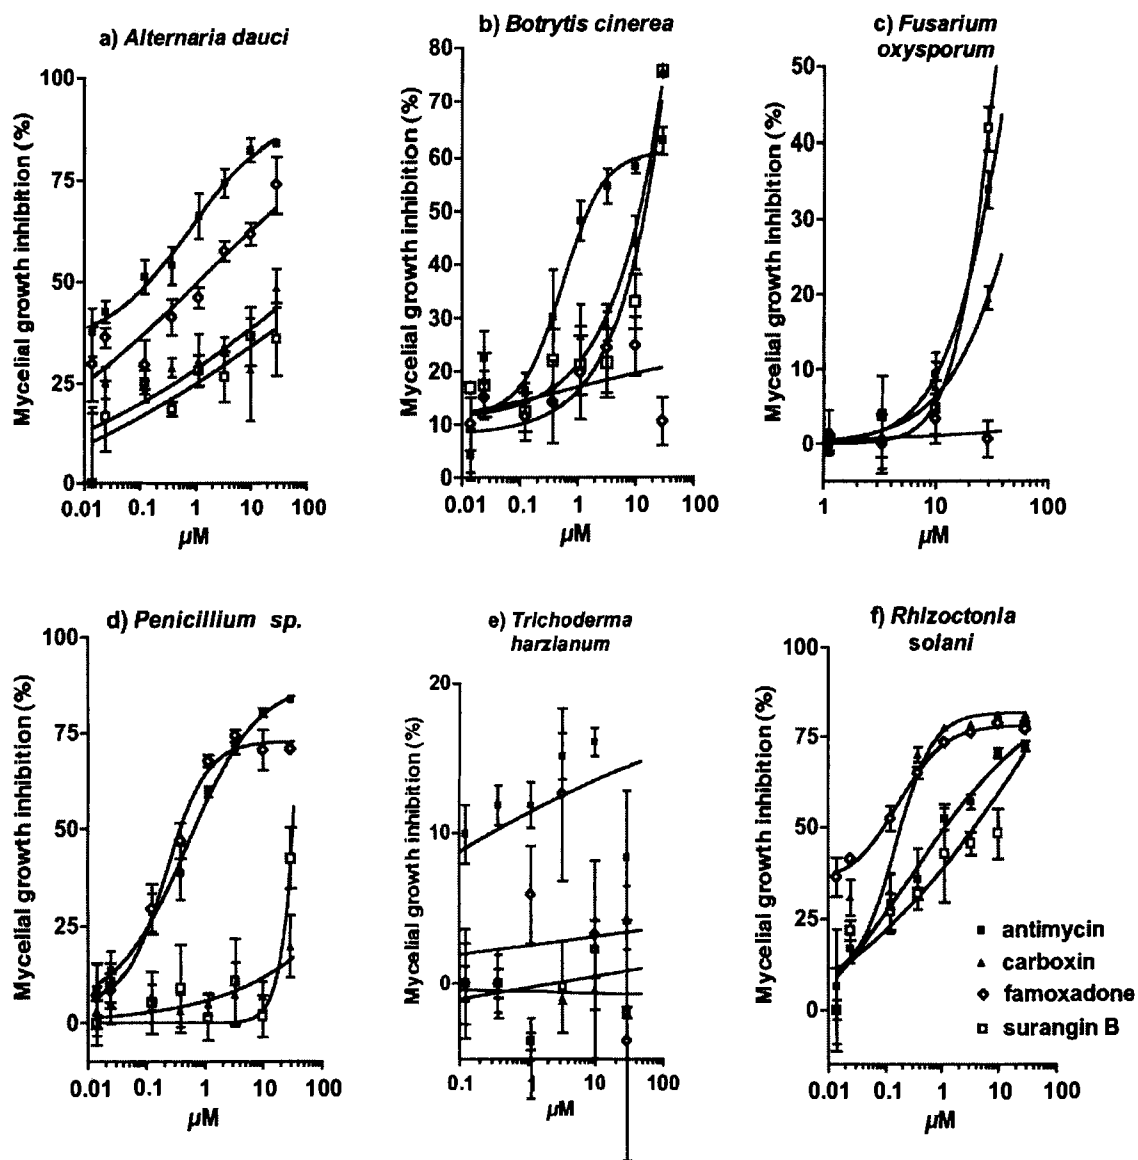 a) Alternaria dauci
b) Botrytis cinerea
c) Fusarium
oxysporum
Mycelial growth inhibition (%)
100
75
50
25
0
0.01 0.1 1 10 100
µM
Mycelial growth inhibition (%)
80
70
60
50
40
30
20
10
0
0.01 0.1 1 10 100
µM
Mycelial growth inhibition (%)
50
40
30
20
10
0
1 10 100
µM
d) Penicillium sp.
e) Trichoderma
harzianum
f) Rhizoctonia
solani
Mycelial growth inhibition (%)
100
75
50
25
0
0.01 0.1 1 10 100
µM
Mycelial growth inhibition (%)
20
10
0
0.1 1 10 100
µM
Mycelial growth inhibition (%)
100
75
50
25
0
0.01 0.1 1 10 100
µM
antimycin
carboxin
famoxadone
surangin B